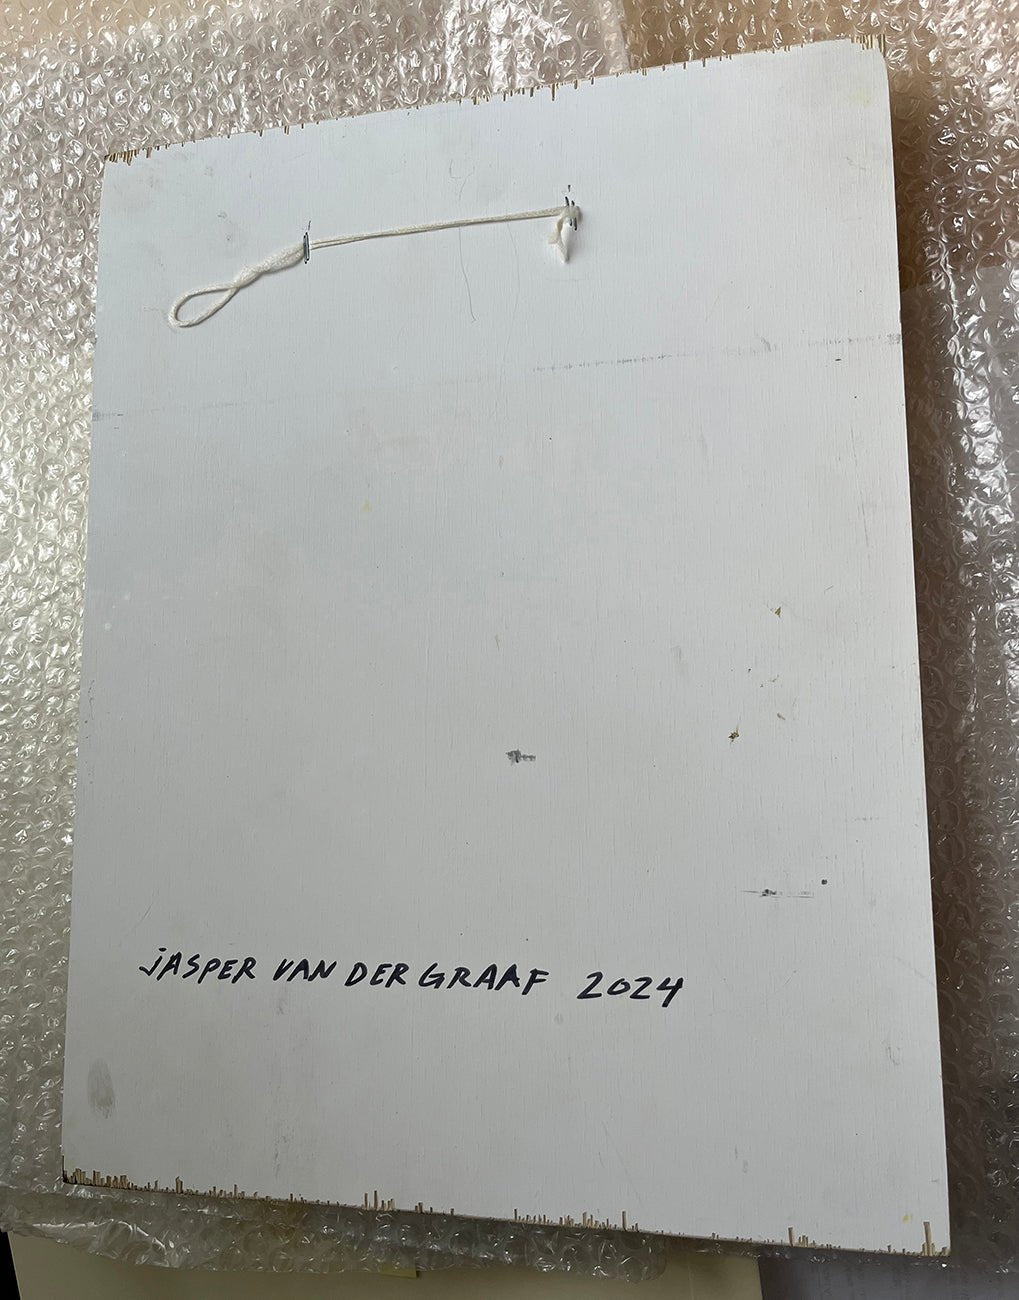 jASPER VAN DER GRAAF 2024